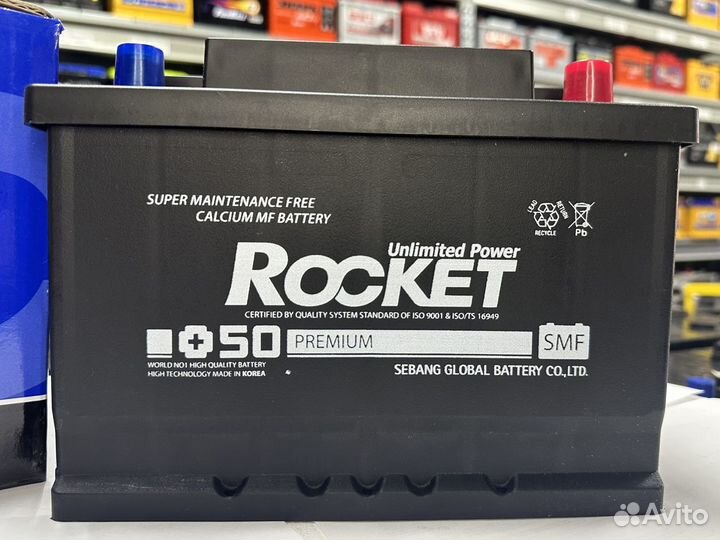 SUPER MAINTENANCE FREE
CALCIUM MF BATTERY
LEAD
RETURN
RECYCLE
Pb
Unlimited Power
ROCKET
CERTIFIED BY QUALITY SYSTEM STANDARD OF ISO 9001 & ISO/TS 16949
+50 PREMIUM SMF
WORLD NO1 HIGH QUALITY BATTERY
HIGH TECHNOLOGY MADE IN KOREA
SEBANG GLOBAL BATTERY CO.,LTD.
Avito